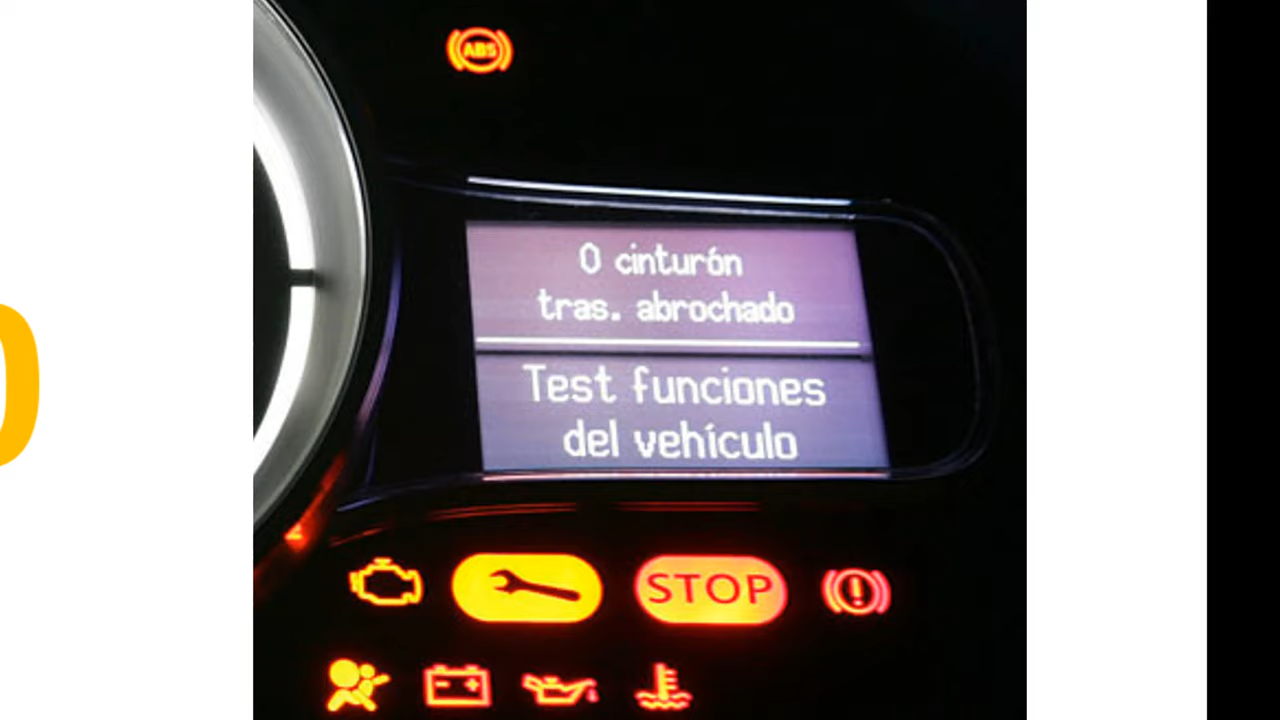 ABS
0 cinturón
tras. abrochado
Test funciones
del vehículo
STOP